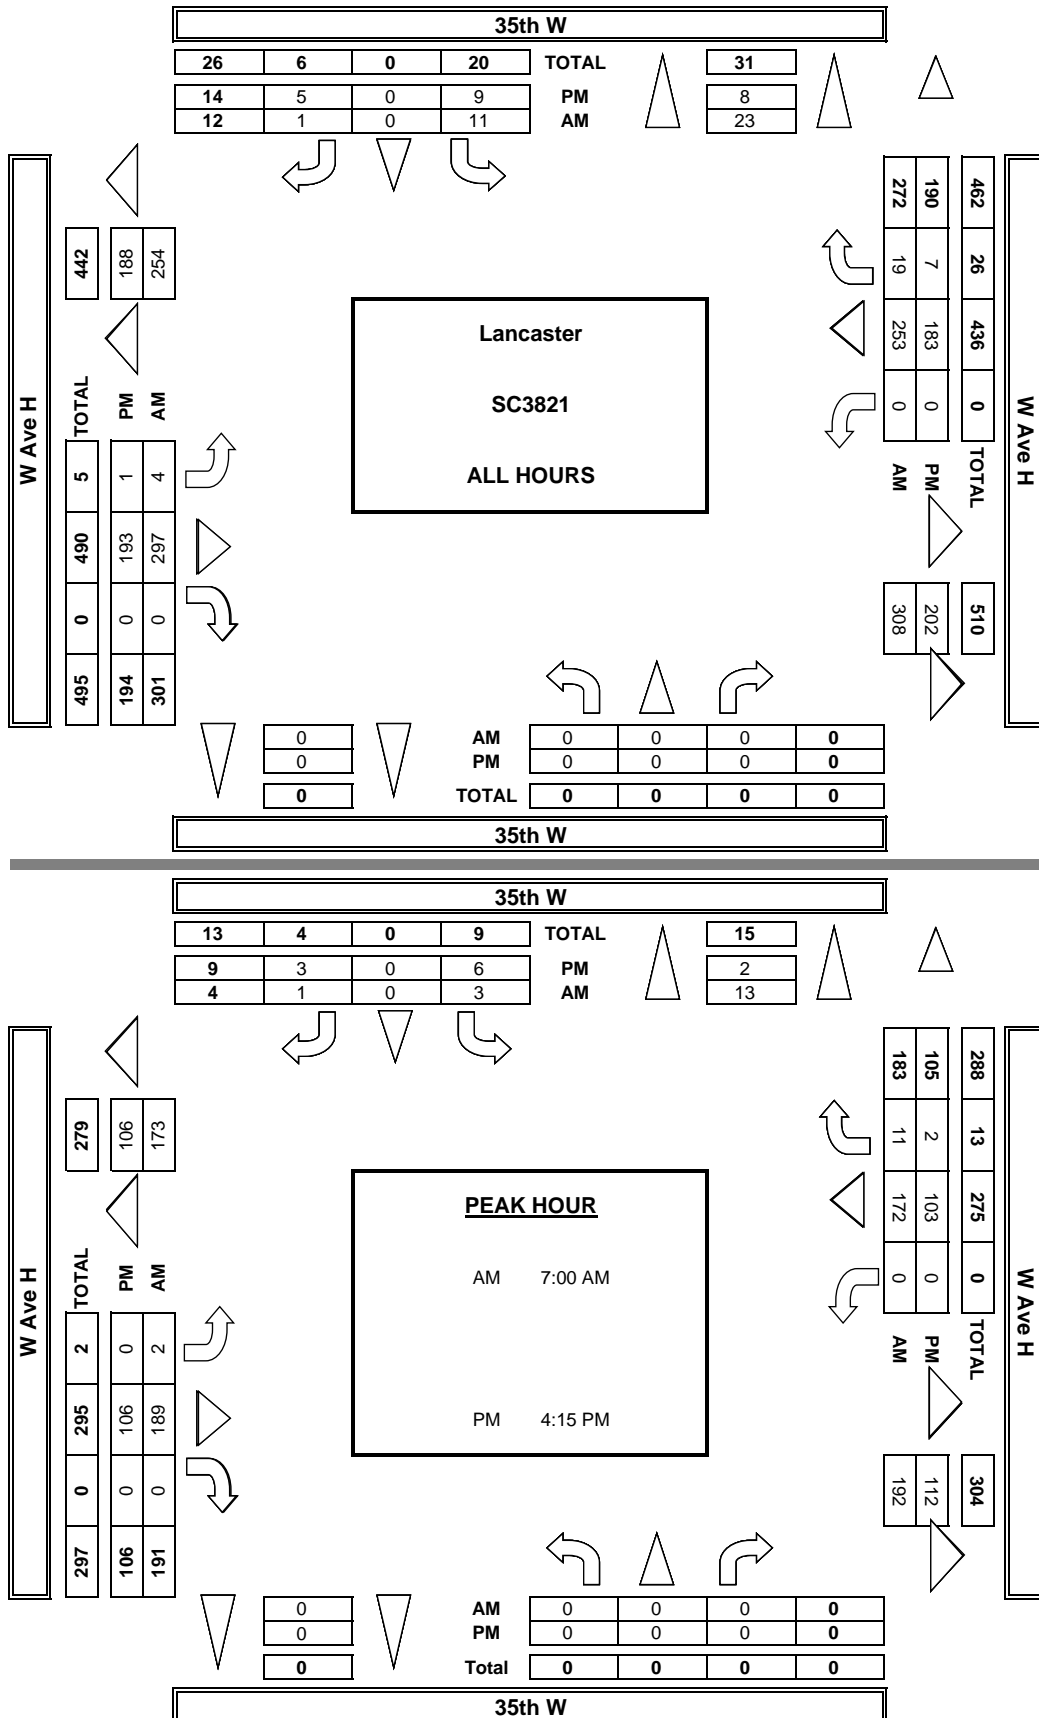 35th W
26 6 0 20 TOTAL 31
14 5 0 9 PM 8
12 1 0 11 AM 23
W Ave H
442
188
254
TOTAL
PM
AM
5 490 0 495
1 193 0 194
4 297 0 301
Lancaster
SC3821
ALL HOURS
462 26 436 0 TOTAL 510
190 7 183 0 PM 202
272 19 253 0 AM 308
W Ave H
0 AM 0 0 0 0
0 PM 0 0 0 0
0 TOTAL 0 0 0 0
35th W
35th W
13 4 0 9 TOTAL 15
9 3 0 6 PM 2
4 1 0 3 AM 13
W Ave H
279
106
173
TOTAL
PM
AM
2 295 0 297
0 106 0 106
2 189 0 191
PEAK HOUR
AM 7:00 AM
PM 4:15 PM
288 13 275 0 TOTAL 304
105 2 103 0 PM 112
183 11 172 0 AM 192
W Ave H
0 AM 0 0 0 0
0 PM 0 0 0 0
0 Total 0 0 0 0
35th W